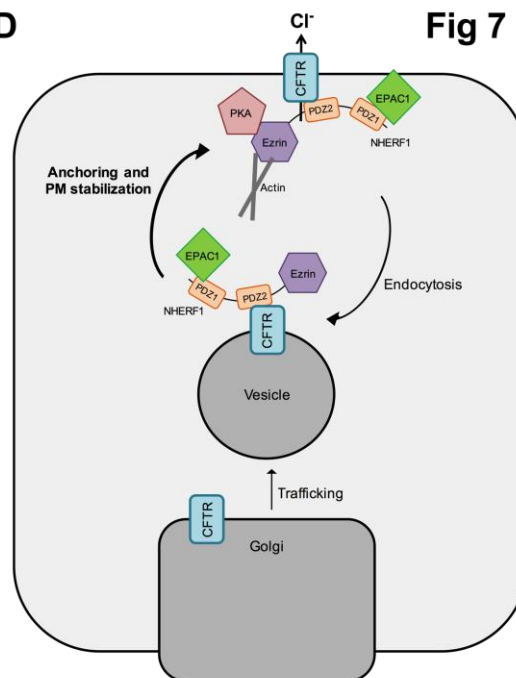 D
Fig 7
Cl-
CFTR
PKA
PDZ2
PDZ1
EPAC1
Ezrin
NHERF1
Anchoring and
PM stabilization
Actin
EPAC1
Ezrin
PDZ1
PDZ2
NHERF1
Endocytosis
CFTR
Vesicle
Trafficking
CFTR
Golgi